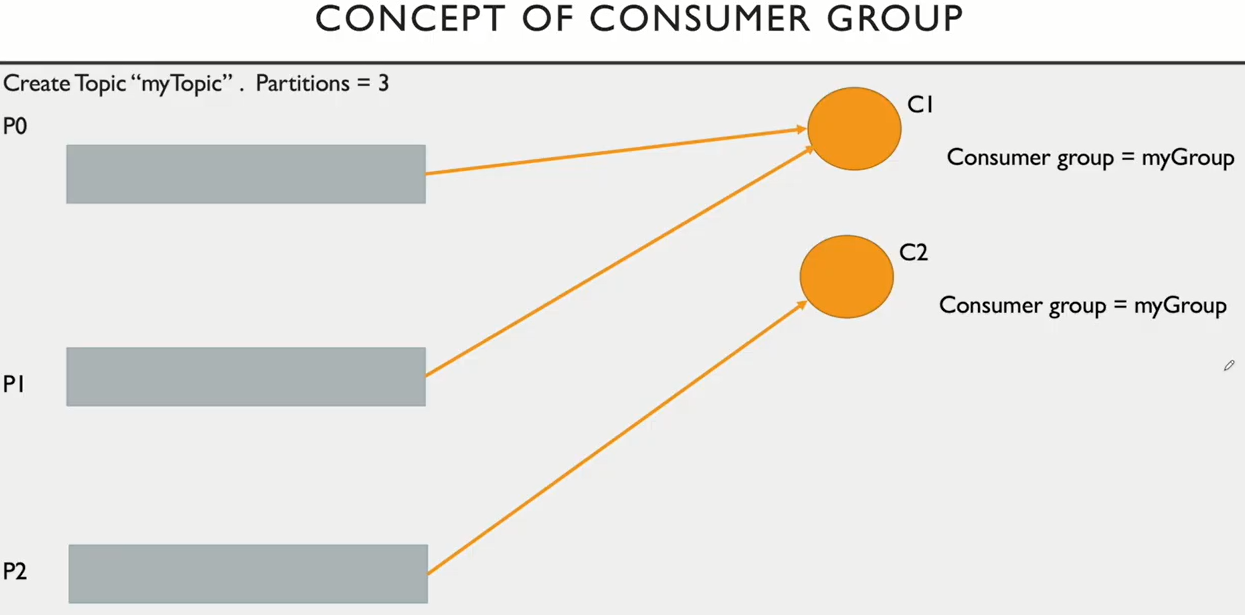 CONCEPT OF CONSUMER GROUP
Create Topic “myTopic” . Partitions = 3
P0
C1
Consumer group = myGroup
C2
Consumer group = myGroup
P1
P2